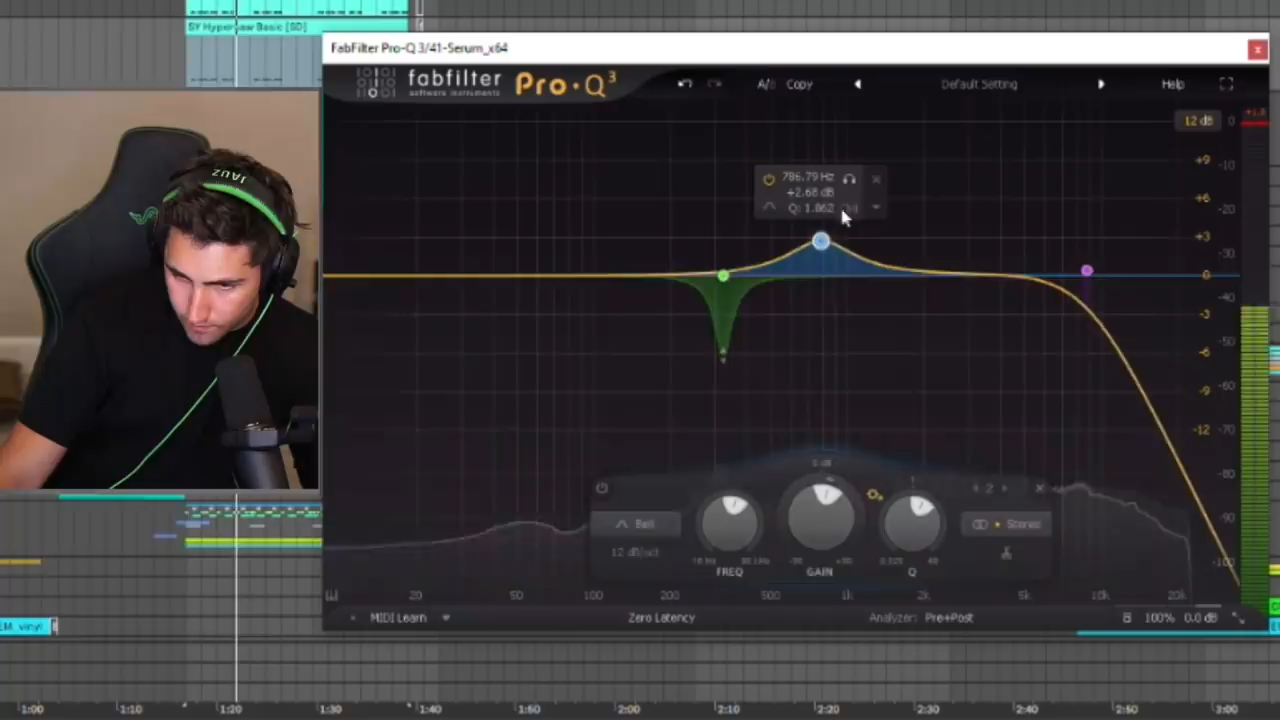 SY Hypersaw Basic [SD]
FabFilter Pro-Q 3/41-Serum_x64
fabfilter
software instruments
Pro·Q³
A/B Copy
Default Setting
Help
12 dB
0
+9
-10
+6
-20
+3
-30
0
-40
-3
-50
-6
-60
-9
-70
-12
-80
-90
-100
786.79 Hz
+2.68 dB
Q: 1.862
2
Bell
12 dB/oct
Stereo
FREQ
GAIN
Q
20
50
100
200
500
1k
2k
5k
10k
20k
MIDI Learn
Zero Latency
Analyzer: Pre+Post
100%
0.0 dB
JAUZ
1:00
1:10
1:20
1:30
1:40
1:50
2:00
2:10
2:20
2:30
2:40
2:50
3:00